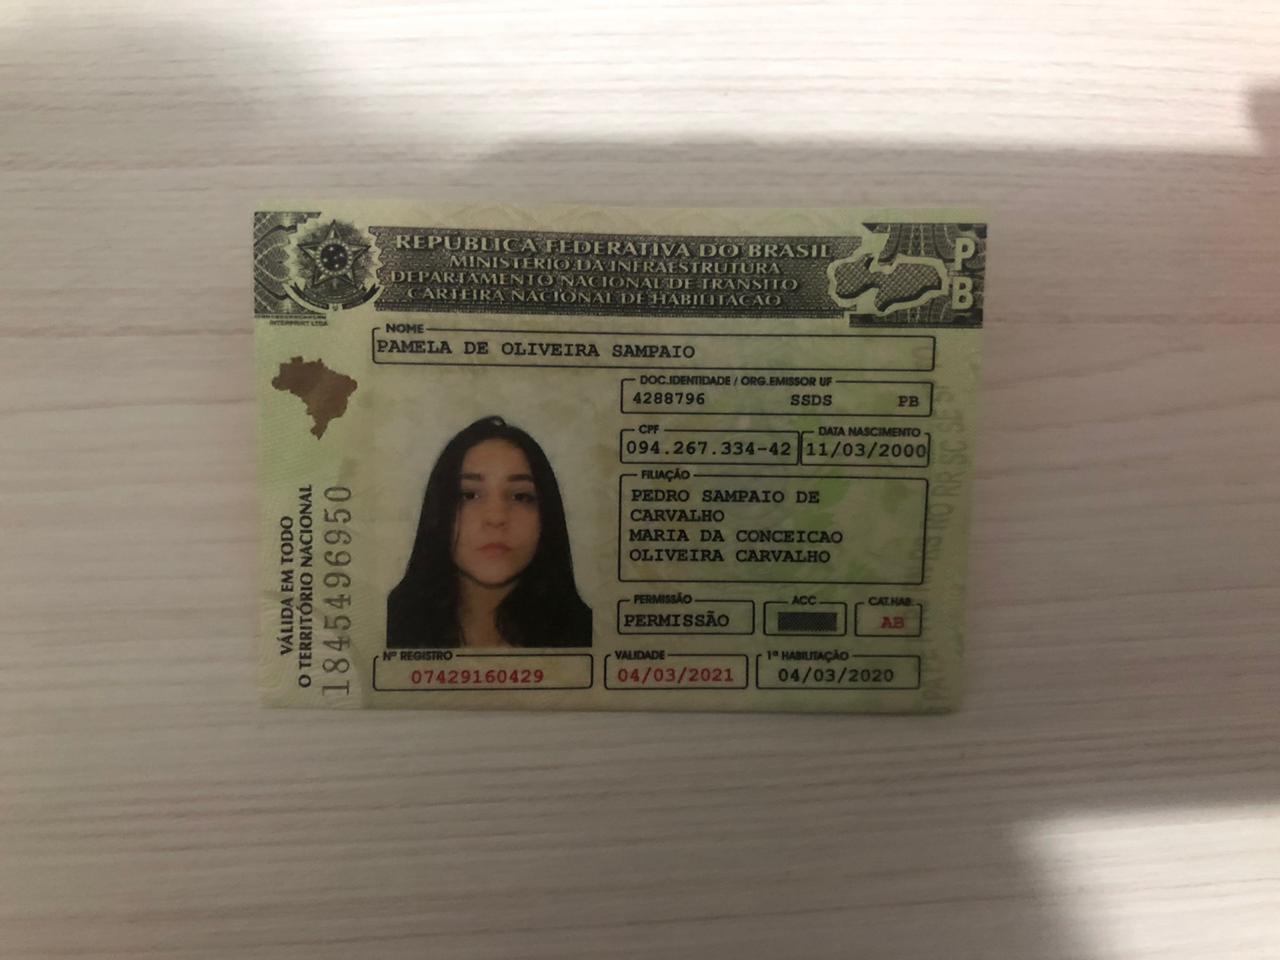 REPÚBLICA FEDERATIVA DO BRASIL
MINISTÉRIO DA INFRAESTRUTURA
DEPARTAMENTO NACIONAL DE TRÂNSITO
CARTEIRA NACIONAL DE HABILITAÇÃO
P
B
INTERPRINT LTDA
NOME
PAMELA DE OLIVEIRA SAMPAIO
DOC.IDENTIDADE / ORG.EMISSOR UF
4288796 SSDS PB
CPF DATA NASCIMENTO
094.267.334-42 11/03/2000
FILIAÇÃO
PEDRO SAMPAIO DE
CARVALHO
MARIA DA CONCEICAO
OLIVEIRA CARVALHO
PERMISSÃO ACC CAT.HAB
PERMISSÃO AB
Nº REGISTRO VALIDADE 1ª HABILITAÇÃO
07429160429 04/03/2021 04/03/2020
VÁLIDA EM TODO
O TERRITÓRIO NACIONAL
1845496950